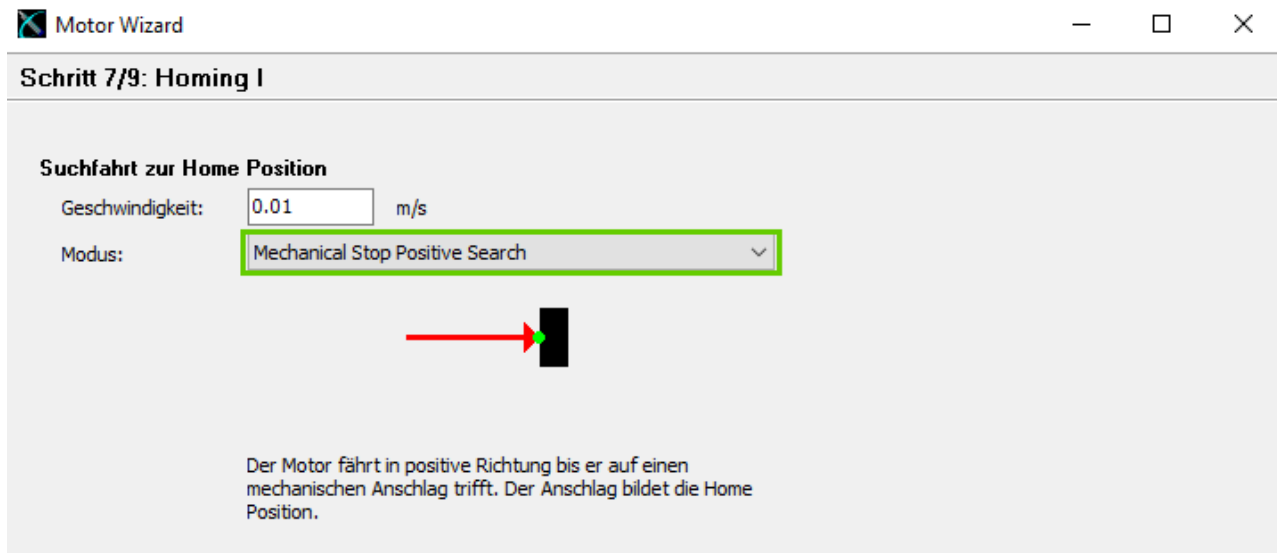 Motor Wizard
Schritt 7/9: Homing I
Suchfahrt zur Home Position
Geschwindigkeit: 0.01 m/s
Modus: Mechanical Stop Positive Search
Der Motor fährt in positive Richtung bis er auf einen
mechanischen Anschlag trifft. Der Anschlag bildet die Home
Position.